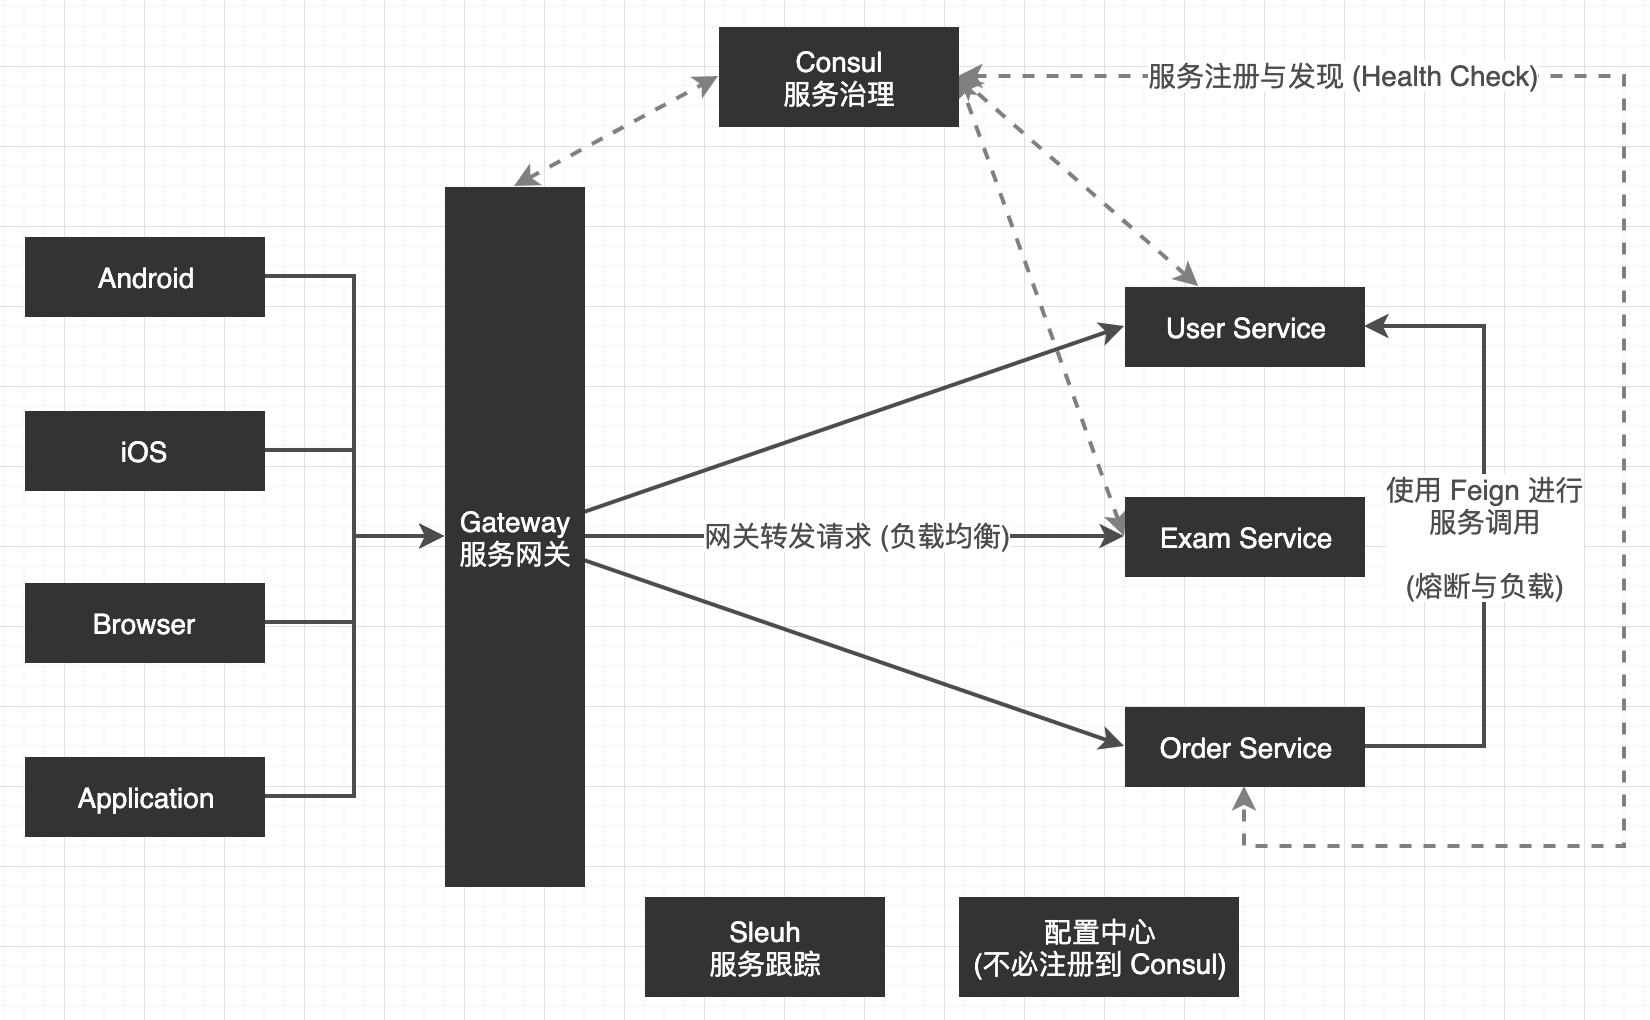 Consul
服务治理
服务注册与发现 (Health Check)
Android
iOS
Browser
Application
Gateway
服务网关
网关转发请求 (负载均衡)
User Service
Exam Service
Order Service
使用 Feign 进行
服务调用
(熔断与负载)
Sleuh
服务跟踪
配置中心
(不必注册到 Consul)